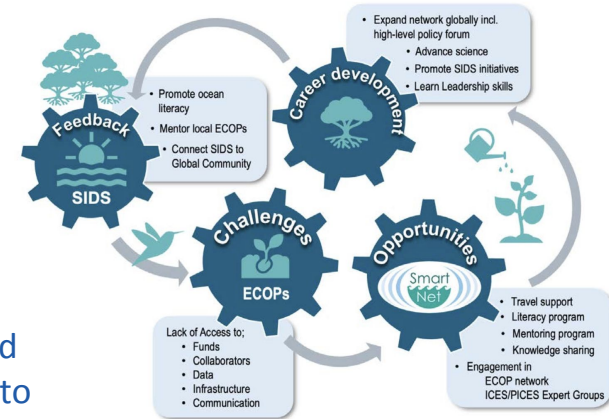 Career development
• Expand network globally incl.
high-level policy forum
• Advance science
• Promote SIDS initiatives
• Learn Leadership skills
Feedback
SIDS
• Promote ocean
literacy
• Mentor local ECOPs
• Connect SIDS to
Global Community
Challenges
ECOPs
Lack of Access to;
• Funds
• Collaborators
• Data
• Infrastructure
• Communication
Opportunities
Smart
Net
• Travel support
• Literacy program
• Mentoring program
• Knowledge sharing
• Engagement in
ECOP network
ICES/PICES Expert Groups
to